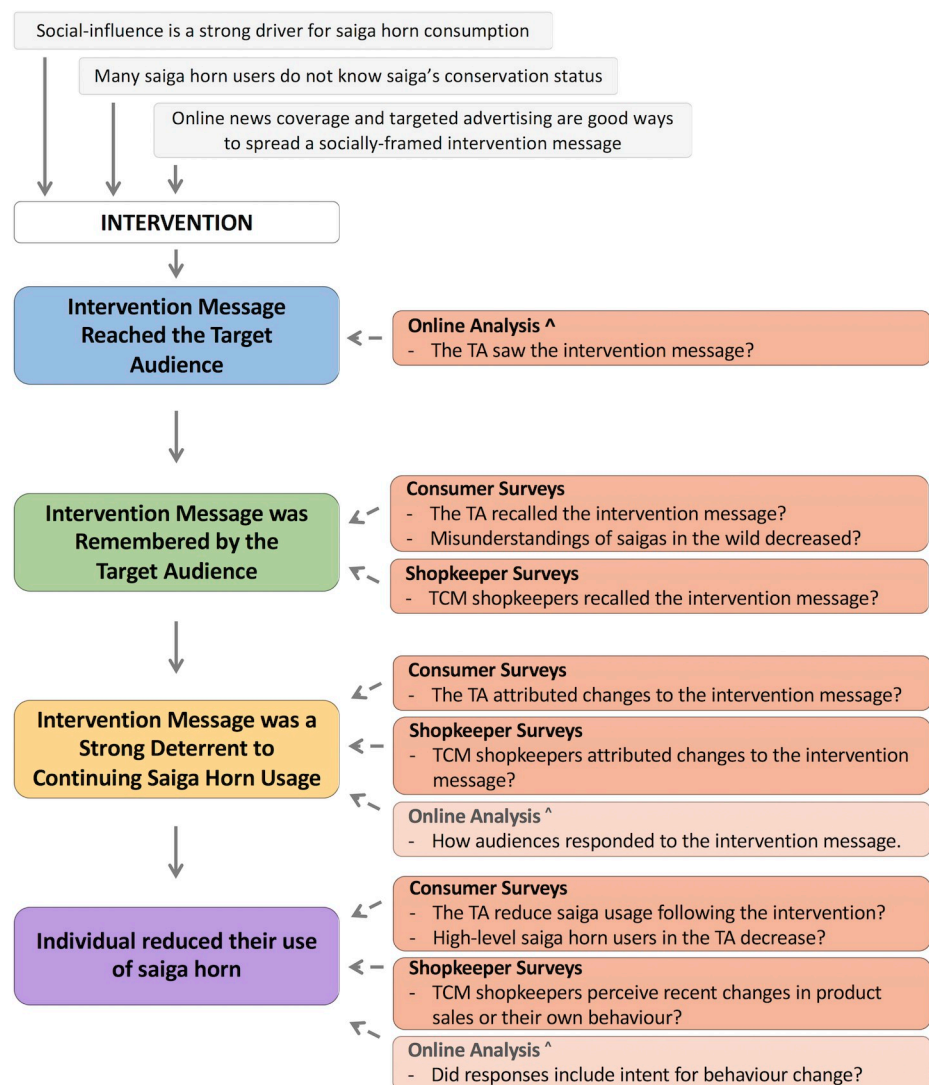 Social-influence is a strong driver for saiga horn consumption
Many saiga horn users do not know saiga's conservation status
Online news coverage and targeted advertising are good ways
to spread a socially-framed intervention message
INTERVENTION
Intervention Message
Reached the Target
Audience
Online Analysis ^
- The TA saw the intervention message?
Intervention Message was
Remembered by the
Target Audience
Consumer Surveys
- The TA recalled the intervention message?
- Misunderstandings of saigas in the wild decreased?
Shopkeeper Surveys
- TCM shopkeepers recalled the intervention message?
Intervention Message was a
Strong Deterrent to
Continuing Saiga Horn Usage
Consumer Surveys
- The TA attributed changes to the intervention message?
Shopkeeper Surveys
- TCM shopkeepers attributed changes to the intervention
message?
Online Analysis ^
- How audiences responded to the intervention message.
Individual reduced their use
of saiga horn
Consumer Surveys
- The TA reduce saiga usage following the intervention?
- High-level saiga horn users in the TA decrease?
Shopkeeper Surveys
- TCM shopkeepers perceive recent changes in product
sales or their own behaviour?
Online Analysis ^
- Did responses include intent for behaviour change?